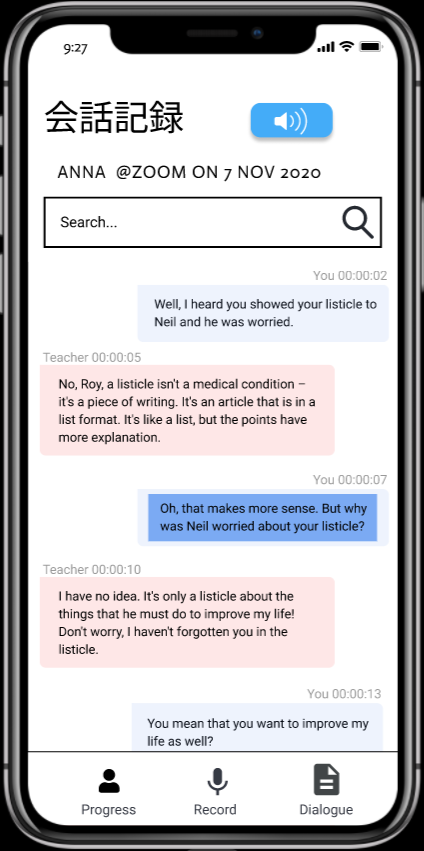 9:27
会話記録
ANNA @ZOOM ON 7 NOV 2020
Search...
You 00:00:02
Well, I heard you showed your listicle to
Neil and he was worried.
Teacher 00:00:05
No, Roy, a listicle isn't a medical condition –
it's a piece of writing. It's an article that is in a
list format. It's like a list, but the points have
more explanation.
You 00:00:07
Oh, that makes more sense. But why
was Neil worried about your listicle?
Teacher 00:00:10
I have no idea. It's only a listicle about the
things that he must do to improve my life!
Don't worry, I haven't forgotten you in the
listicle.
You 00:00:13
You mean that you want to improve my
life as well?
Progress
Record
Dialogue